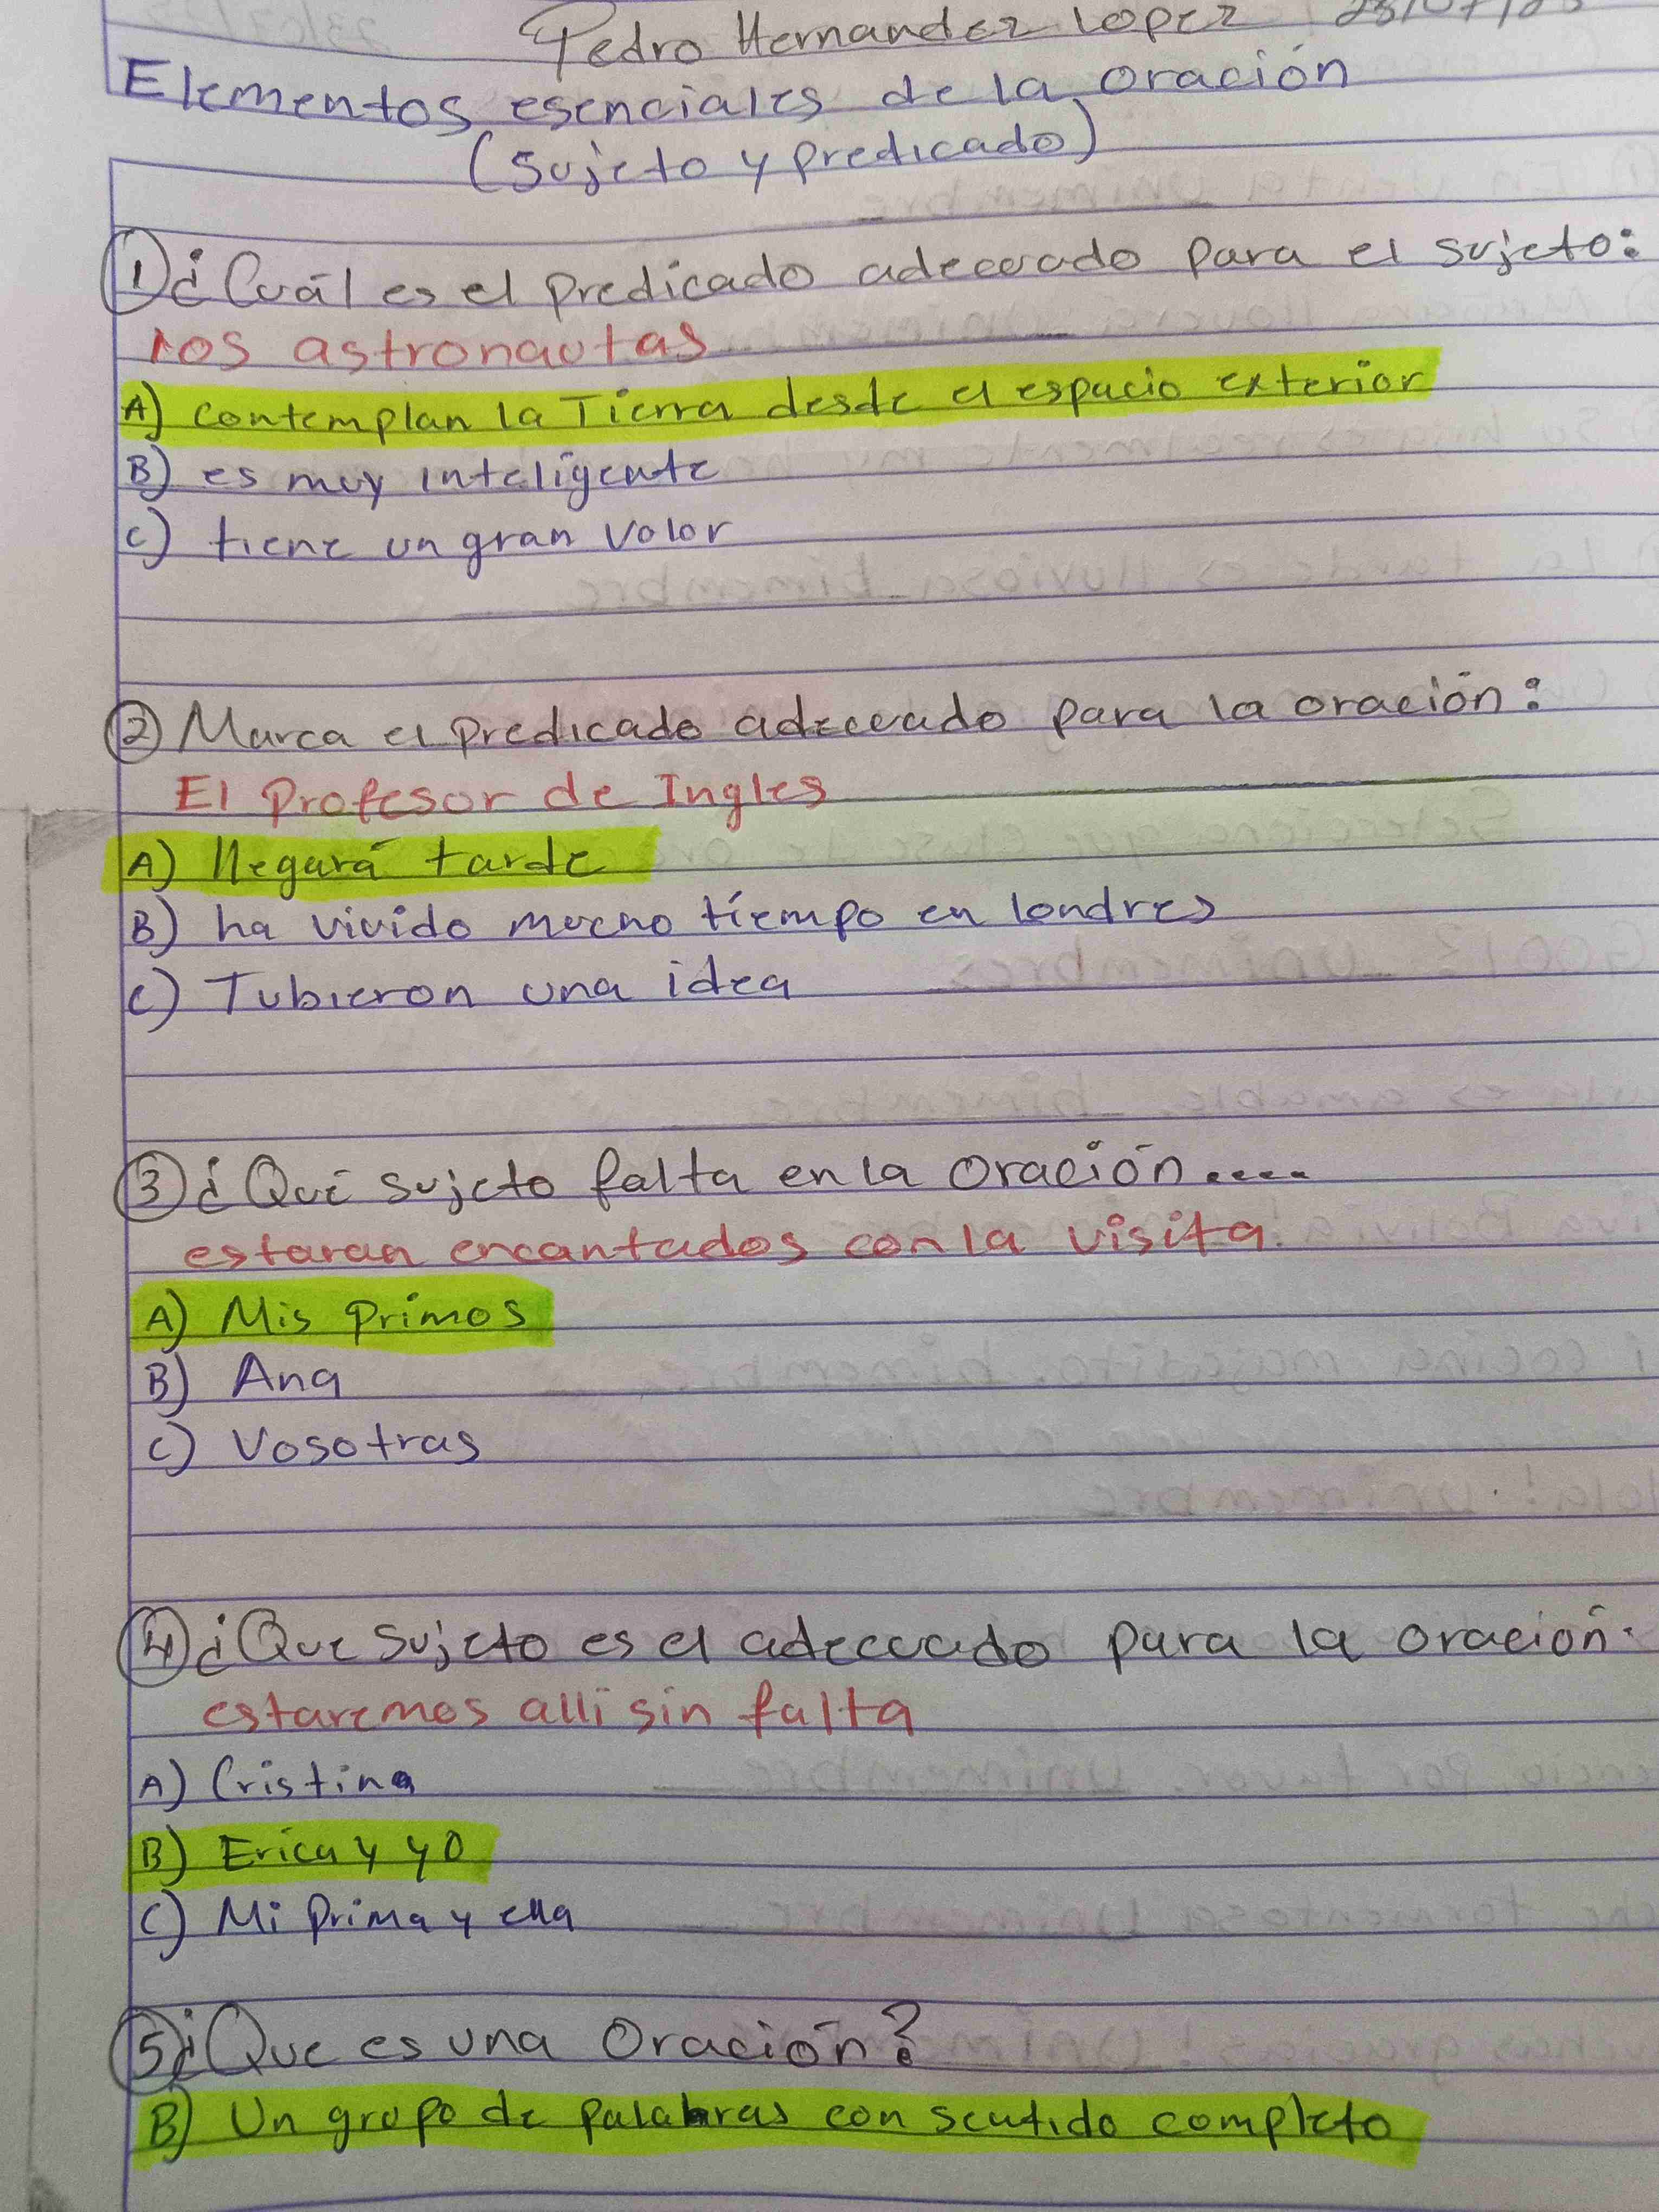 Pedro Hernandez Lopez
Elementos esenciales de la oración
(Sujeto y predicado)
1) ¿Cuál es el predicado adecuado para el sujeto:
los astronautas
A) contemplan la Tierra desde el espacio exterior
B) es muy inteligente
C) tiene un gran valor
2) Marca el predicado adecuado para la oración:
El Profesor de Ingles
A) llegará tarde
B) ha vivido mucho tiempo en londres
C) Tubieron una idea
3) ¿Qué sujeto falta en la oración....
estaran encantados con la visita.
A) Mis primos
B) Ana
C) Vosotras
4) ¿Que sujeto es el adecuado para la oración.
estaremos alli sin falta
A) Cristina
B) Erica y yo
C) Mi prima y ella
5) ¿Que es una Oración?
B) Un grupo de palabras con sentido completo